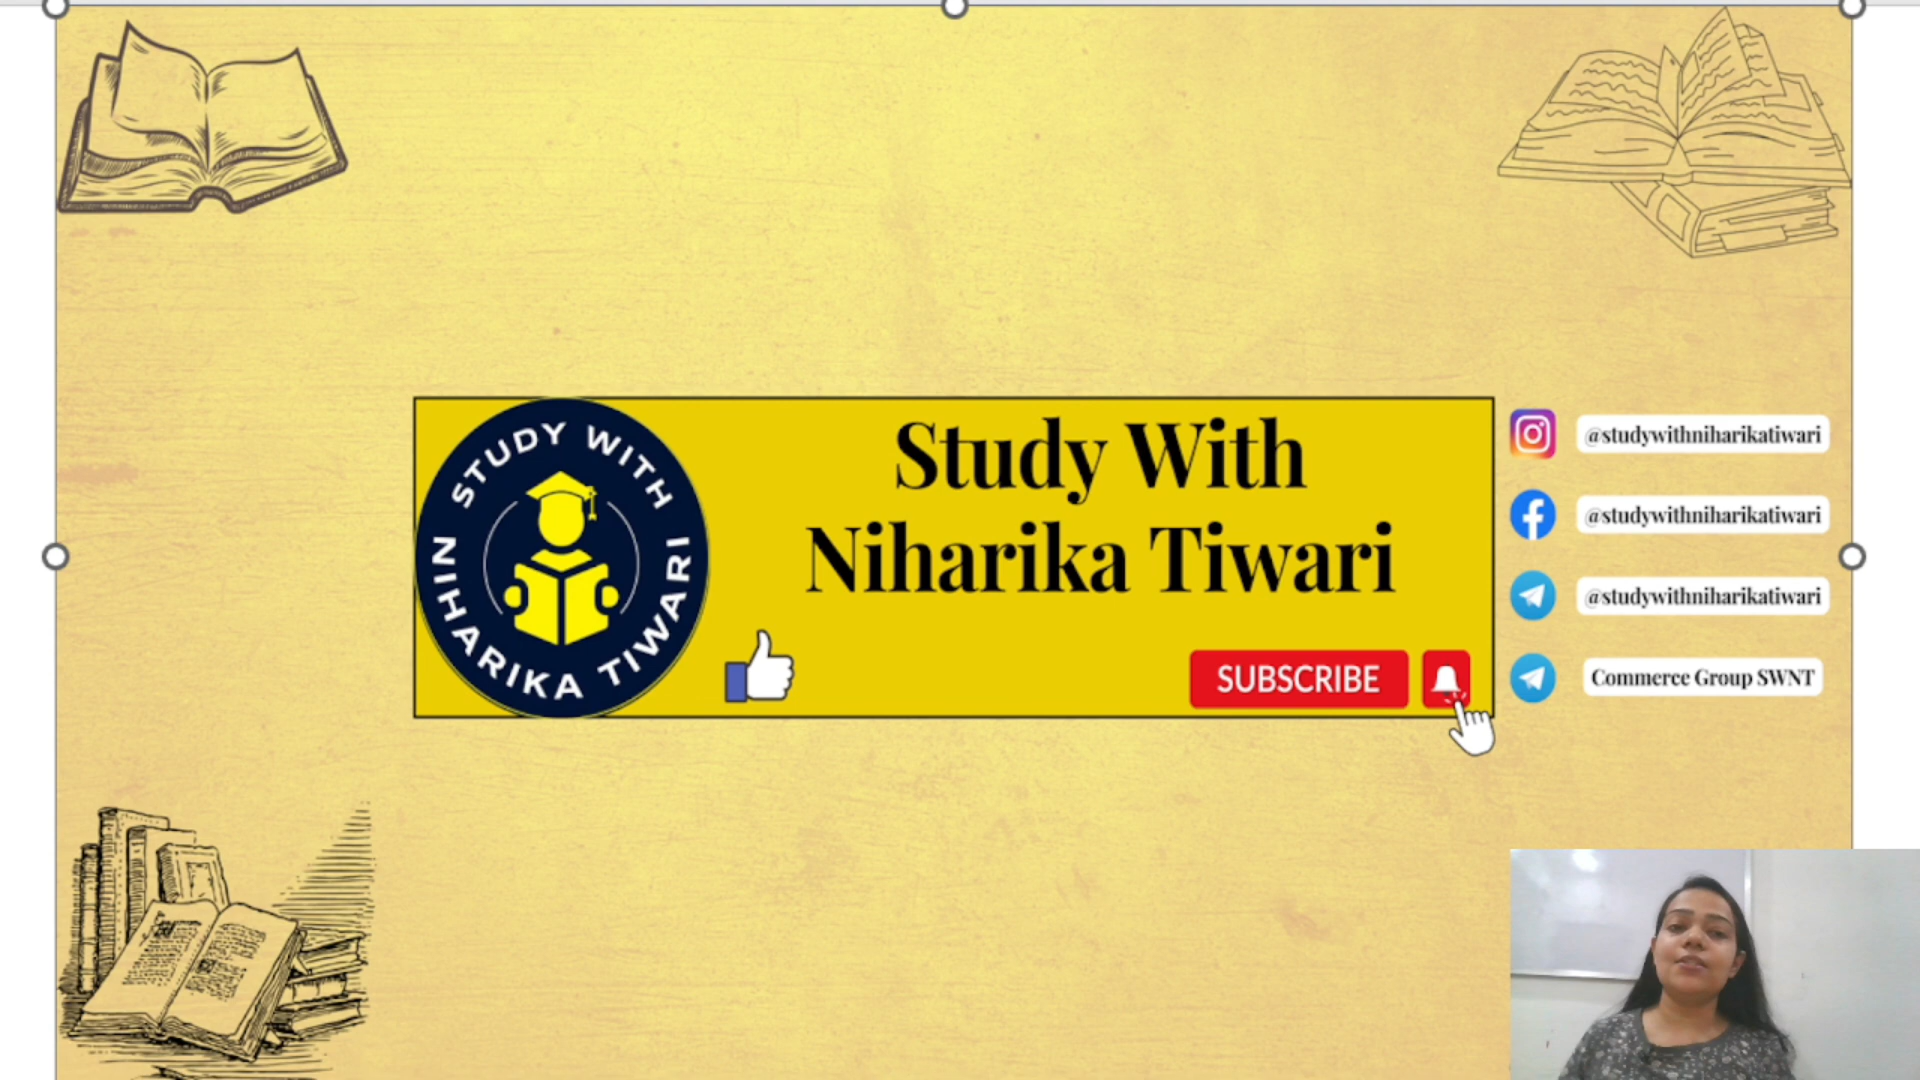 STUDY WITH
NIHARIKA TIWARI
Study With
Niharika Tiwari
SUBSCRIBE
@studywithniharikatiwari
@studywithniharikatiwari
@studywithniharikatiwari
Commerce Group SWNT